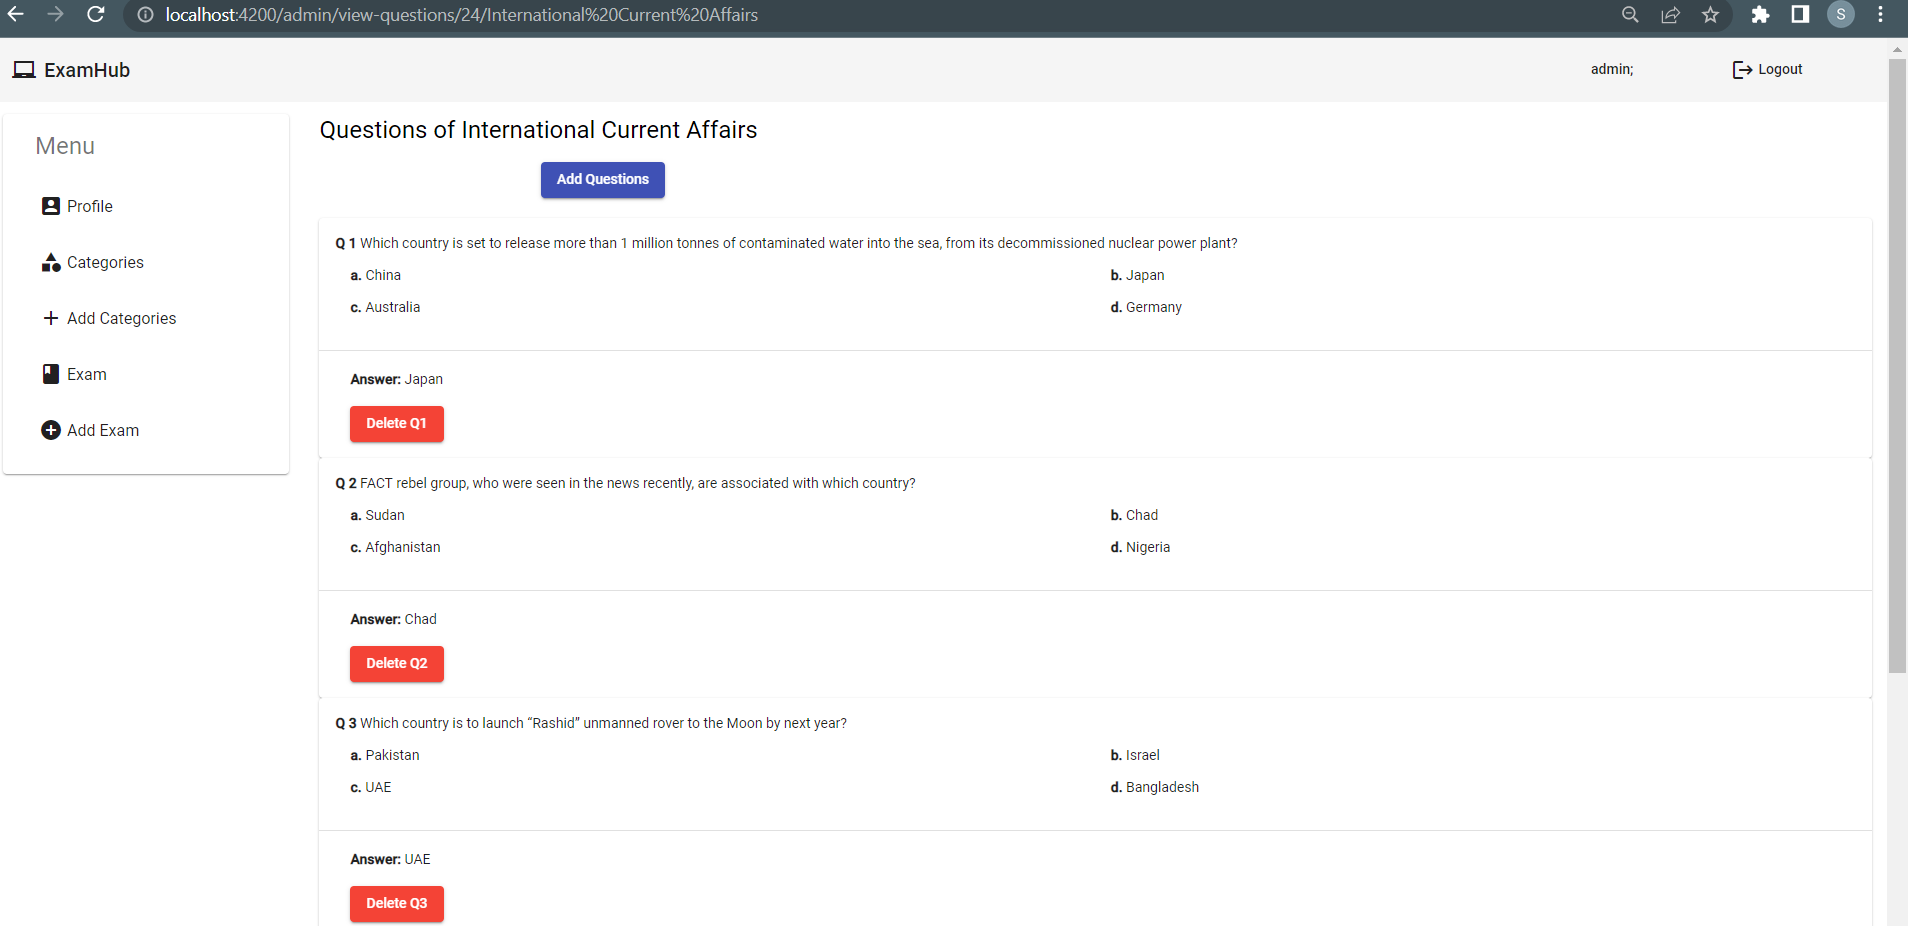 localhost:4200/admin/view-questions/24/International%20Current%20Affairs
S
ExamHub
admin;
Logout
Menu
Profile
Categories
Add Categories
Exam
Add Exam
Questions of International Current Affairs
Add Questions
Q 1 Which country is set to release more than 1 million tonnes of contaminated water into the sea, from its decommissioned nuclear power plant?
a. China
b. Japan
c. Australia
d. Germany
Answer: Japan
Delete Q1
Q 2 FACT rebel group, who were seen in the news recently, are associated with which country?
a. Sudan
b. Chad
c. Afghanistan
d. Nigeria
Answer: Chad
Delete Q2
Q 3 Which country is to launch “Rashid” unmanned rover to the Moon by next year?
a. Pakistan
b. Israel
c. UAE
d. Bangladesh
Answer: UAE
Delete Q3